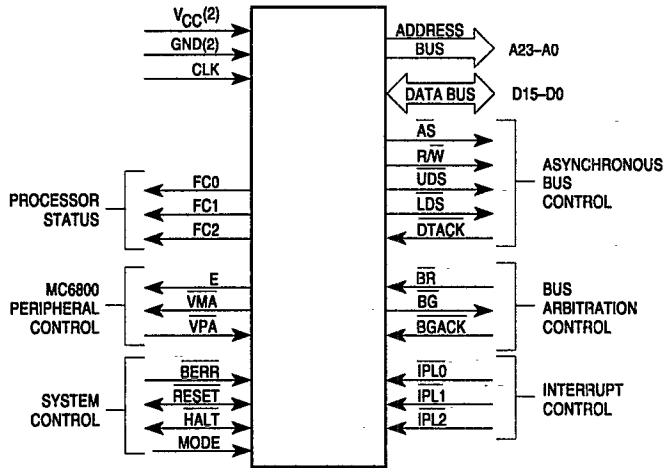 VCC(2)
GND(2)
CLK
ADDRESS
BUS
A23–A0
DATA BUS
D15–D0
PROCESSOR
STATUS
FC0
FC1
FC2
AS
R/W
UDS
LDS
DTACK
ASYNCHRONOUS
BUS
CONTROL
MC6800
PERIPHERAL
CONTROL
E
VMA
VPA
BR
BG
BGACK
BUS
ARBITRATION
CONTROL
SYSTEM
CONTROL
BERR
RESET
HALT
MODE
IPL0
IPL1
IPL2
INTERRUPT
CONTROL